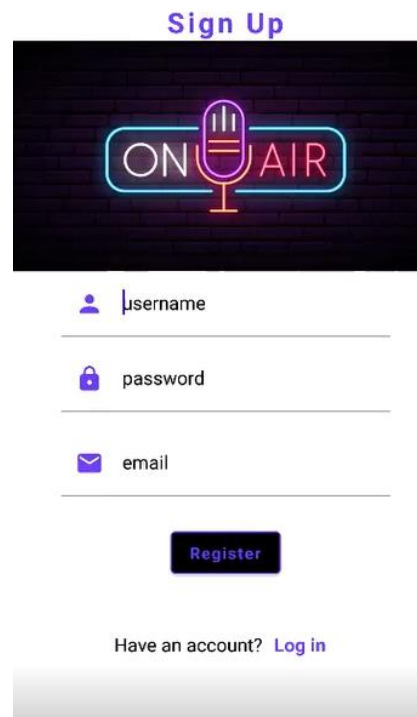 Sign Up
ON AIR
username
password
email
Register
Have an account? Log in